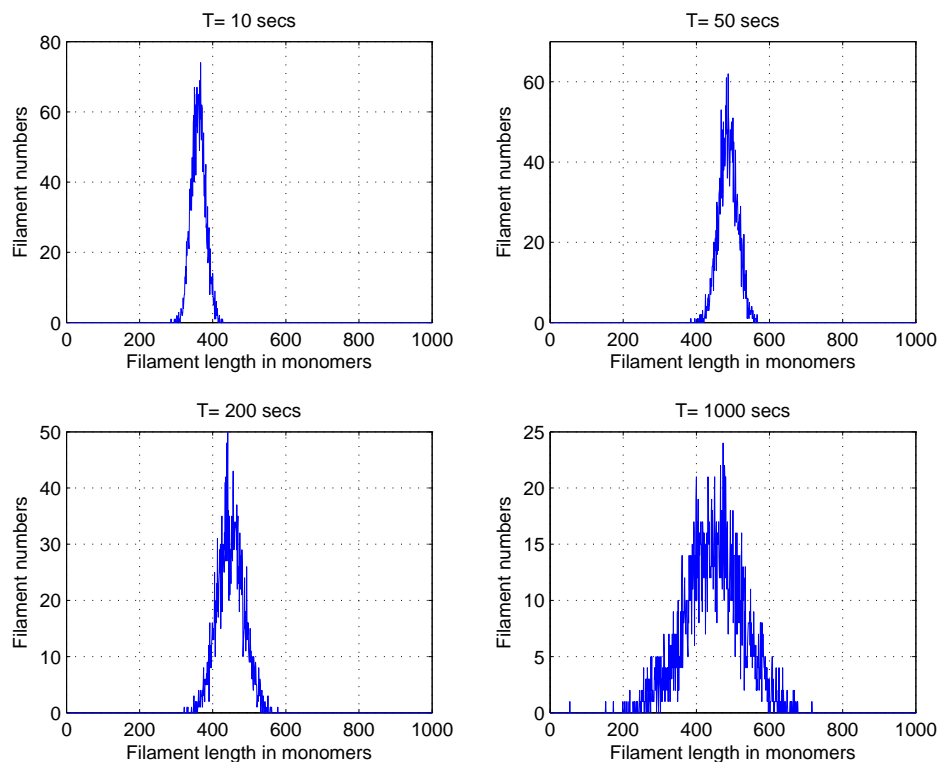 T= 10 secs
80
60
40
20
0
Filament numbers
0 200 400 600 800 1000
Filament length in monomers
T= 50 secs
60
40
20
0
Filament numbers
0 200 400 600 800 1000
Filament length in monomers
T= 200 secs
50
40
30
20
10
0
Filament numbers
0 200 400 600 800 1000
Filament length in monomers
T= 1000 secs
25
20
15
10
5
0
Filament numbers
0 200 400 600 800 1000
Filament length in monomers